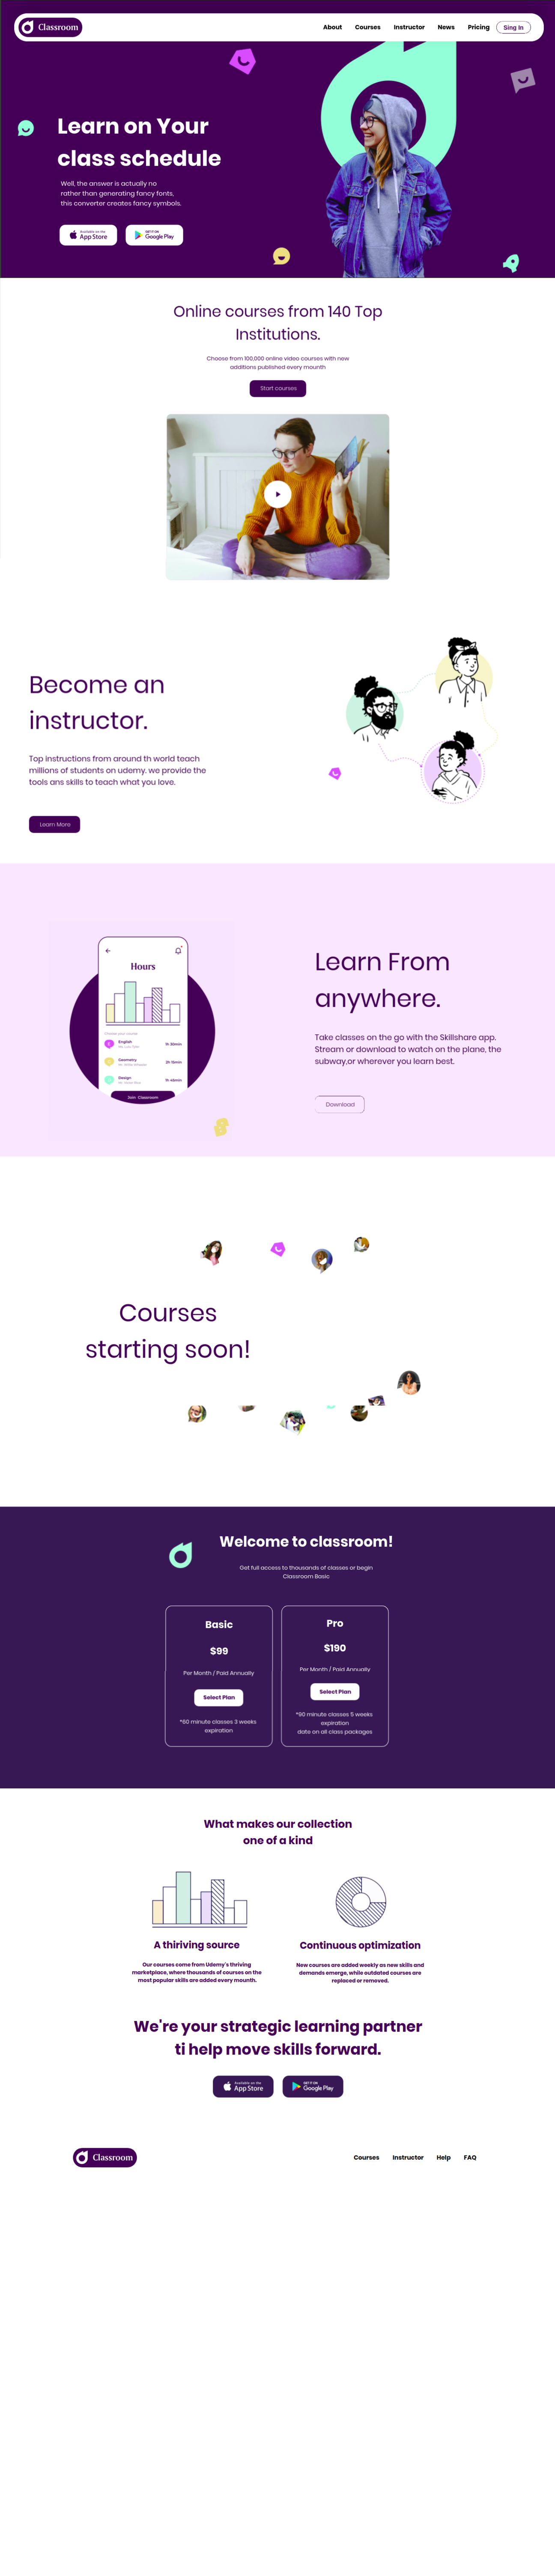 Classroom
About Courses Instructor News Pricing Sing In
Learn on Your
class schedule
Well, the answer is actually no
rather than generating fancy fonts,
this converter creates fancy symbols.
Available on the
App Store
GET IT ON
Google Play
Online courses from 140 Top
Institutions.
Choose from 100,000 online video courses with new
additions published every mounth
Start courses
Become an
instructor.
Top Instructions from around th world teach
millions of students on udemy. we provide the
tools ans skills to teach what you love.
Learn More
Hours
Choose your course
English
1h 30min
Geometry
2h 15min
Design
1h 45min
Join Classroom
Learn From
anywhere.
Take classes on the go with the Skillshare app.
Stream or download to watch on the plane, the
subway,or wherever you learn best.
Download
Courses
starting soon!
Welcome to classroom!
Get full access to thousands of classes or begin
Classroom Basic
Basic
$99
Per Month / Paid Annually
Select Plan
*60 minute classes 3 weeks
expiration
Pro
$190
Per Month / Paid Annually
Select Plan
*90 minute classes 5 weeks
expiration
date on all class packages
What makes our collection
one of a kind
A thiriving source
Our courses come from Udemy's thriving
marketplace, where thousands of courses on the
most popular skills are added every mounth.
Continuous optimization
New courses are added weekly as new skills and
demands emerge, while outdated courses are
replaced or removed.
We're your strategic learning partner
ti help move skills forward.
Available on the
App Store
GET IT ON
Google Play
Classroom
Courses Instructor Help FAQ